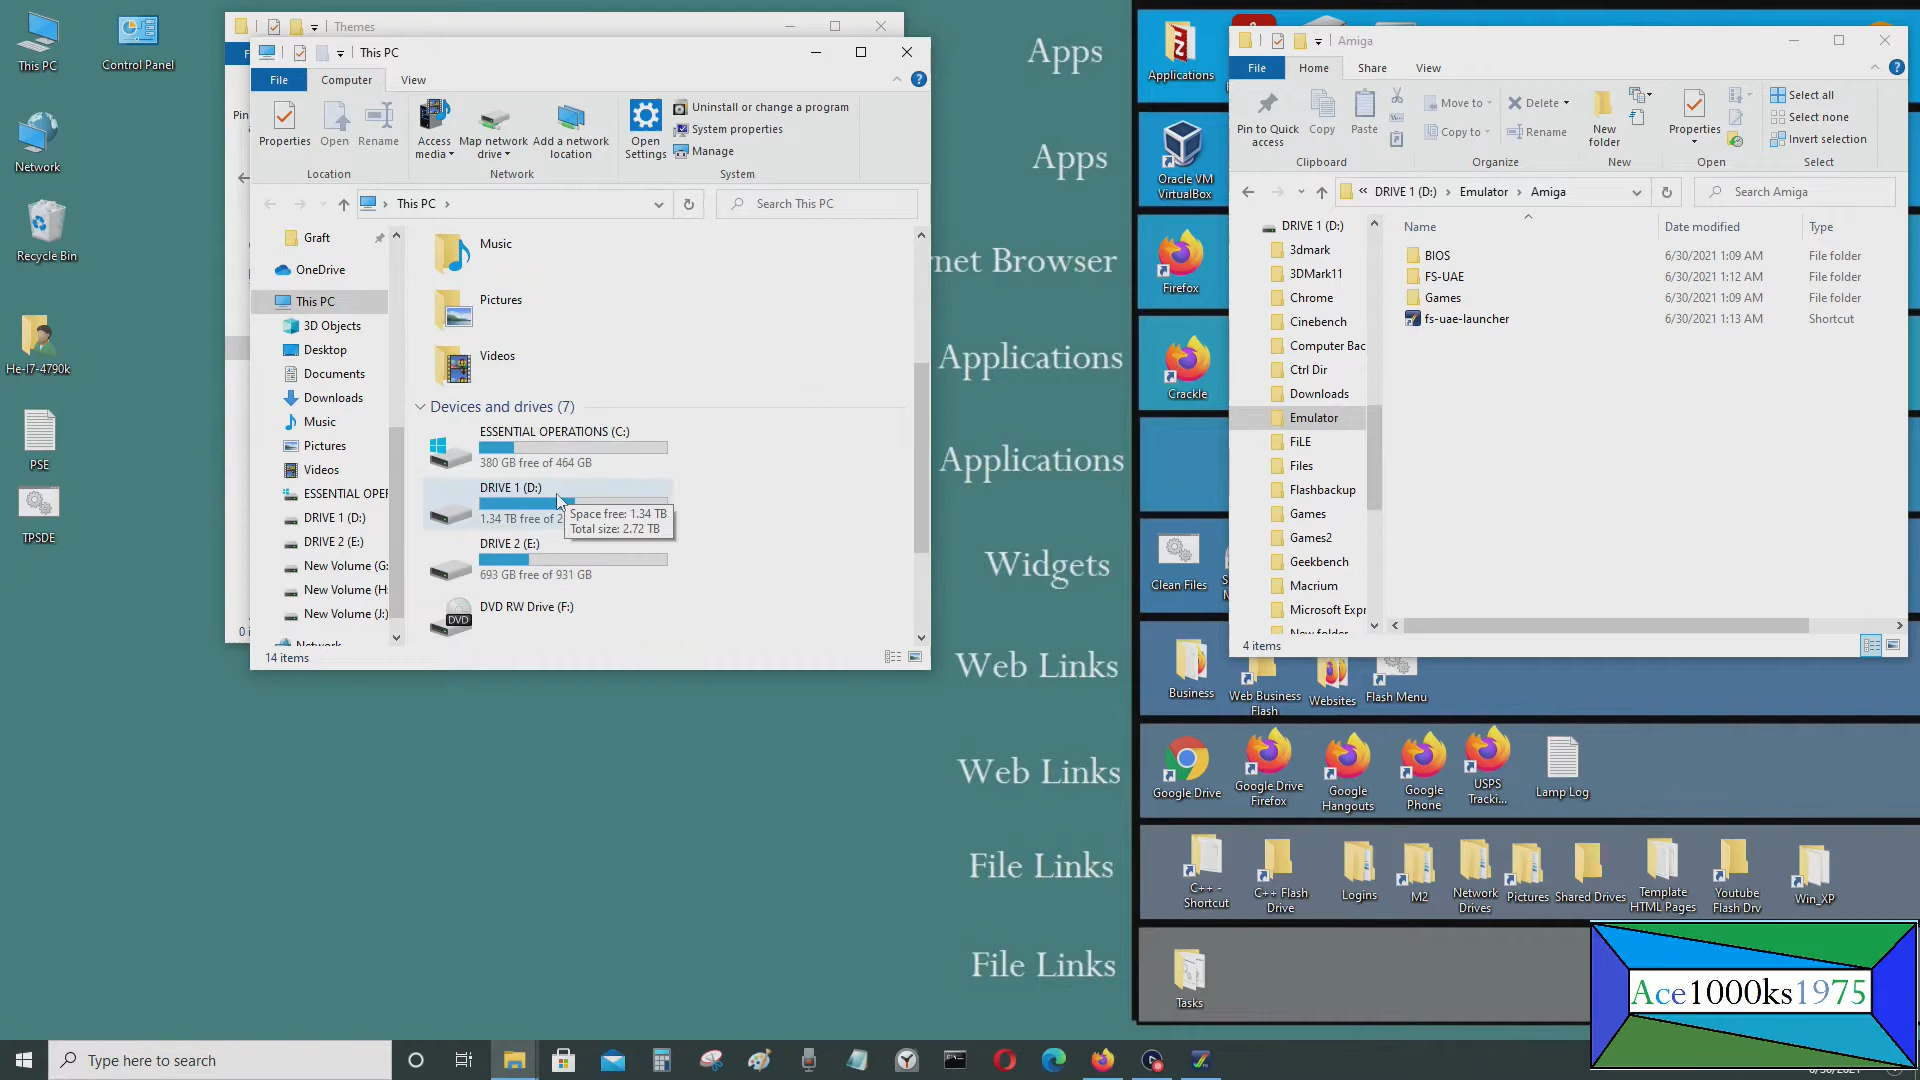 This PC
Control Panel
Network
Recycle Bin
He-I7-4790k
PSE
TPSDE
Themes
This PC
File
Computer
View
Properties
Open
Rename
Access media
Map network drive
Add a network location
Open Settings
Uninstall or change a program
System properties
Manage
Location
Network
System
This PC
Search This PC
Graft
OneDrive
This PC
3D Objects
Desktop
Documents
Downloads
Music
Pictures
Videos
ESSENTIAL OPER
DRIVE 1 (D:)
DRIVE 2 (E:)
New Volume (G:
New Volume (H:
New Volume (J:)
Network
Music
Pictures
Videos
Devices and drives (7)
ESSENTIAL OPERATIONS (C:)
380 GB free of 464 GB
DRIVE 1 (D:)
1.34 TB free of 2
Space free: 1.34 TB
Total size: 2.72 TB
DRIVE 2 (E:)
693 GB free of 931 GB
DVD RW Drive (F:)
DVD
14 items
Apps
Apps
rnet Browser
Applications
Applications
Widgets
Web Links
Web Links
File Links
File Links
Applications
Oracle VM VirtualBox
Firefox
Crackle
Clean Files
Amiga
File
Home
Share
View
Pin to Quick access
Copy
Paste
Move to
Copy to
Delete
Rename
New folder
Properties
Select all
Select none
Invert selection
Clipboard
Organize
New
Open
Select
DRIVE 1 (D:)
Emulator
Amiga
Search Amiga
DRIVE 1 (D:)
3dmark
3DMark11
Chrome
Cinebench
Computer Bac
Ctrl Dir
Downloads
Emulator
FiLE
Files
Flashbackup
Games
Games2
Geekbench
Macrium
Microsoft Expr
New folder
Name
Date modified
Type
BIOS
6/30/2021 1:09 AM
File folder
FS-UAE
6/30/2021 1:12 AM
File folder
Games
6/30/2021 1:09 AM
File folder
fs-uae-launcher
6/30/2021 1:13 AM
Shortcut
4 items
Business
Web Business Flash
Websites
Flash Menu
Google Drive
Google Drive Firefox
Google Hangouts
Google Phone
USPS Tracki...
Lamp Log
C++ - Shortcut
C++ Flash Drive
Logins
M2
Network Drives
Pictures
Shared Drives
Template HTML Pages
Youtube Flash Drv
Win_XP
Tasks
Ace1000ks1975
Type here to search